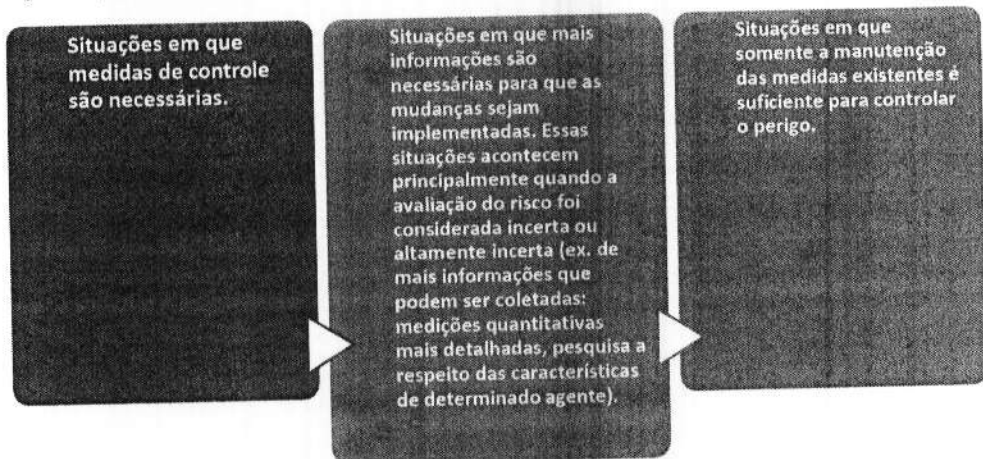 Situações em que
medidas de controle
são necessárias.
Situações em que mais
informações são
necessárias para que as
mudanças sejam
implementadas. Essas
situações acontecem
principalmente quando a
avaliação do risco foi
considerada incerta ou
altamente incerta (ex. de
mais informações que
podem ser coletadas:
medições quantitativas
mais detalhadas, pesquisa a
respeito das características
de determinado agente).
Situações em que
somente a manutenção
das medidas existentes é
suficiente para controlar
o perigo.